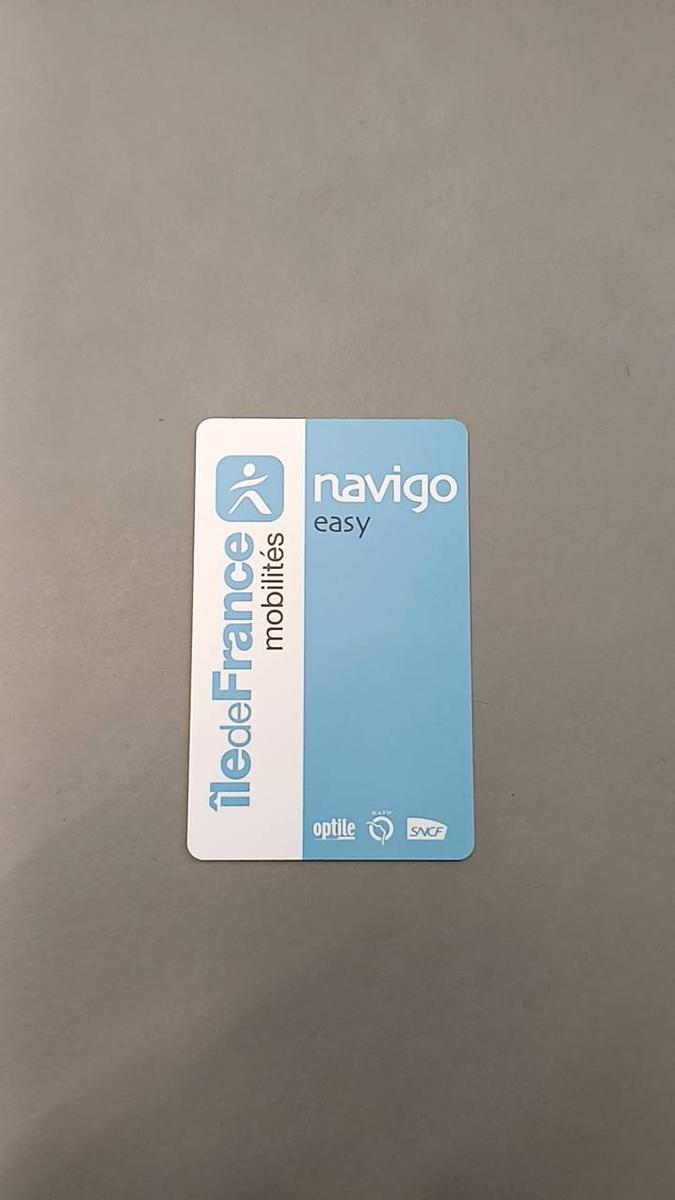 îledeFrance
mobilités
navigo
easy
optile
RATP
SNCF